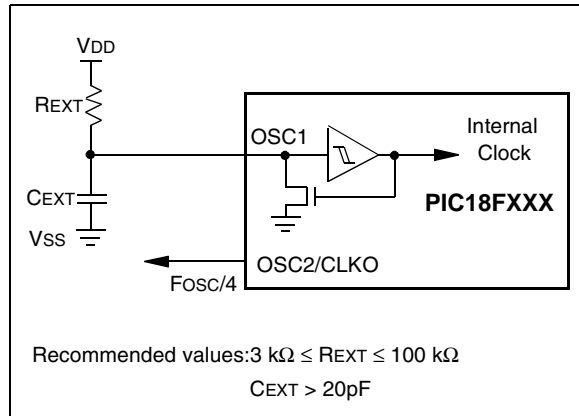 VDD
REXT
OSC1
Internal
Clock
CEXT
PIC18FXXX
VSS
OSC2/CLKO
FOSC/4
Recommended values:3 kΩ ≤ REXT ≤ 100 kΩ
CEXT > 20pF